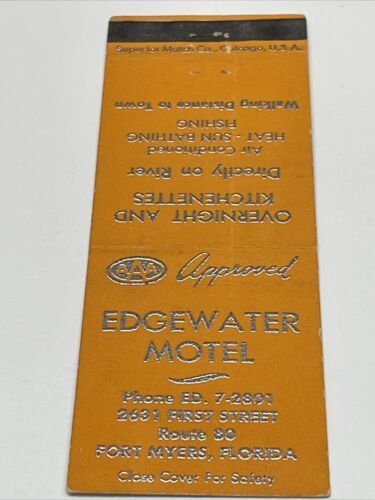 Superior Match Co., Chicago, U.S.A.
OVERNIGHT AND
KITCHENETTES
Directly on River
Air Conditioned
HEAT - SUN BATHING
FISHING
Walking Distance to Town
AAA Approved
EDGEWATER
MOTEL
Phone ED. 7-2801
2631 FIRST STREET
Route 80
FORT MYERS, FLORIDA
Close Cover For Safety